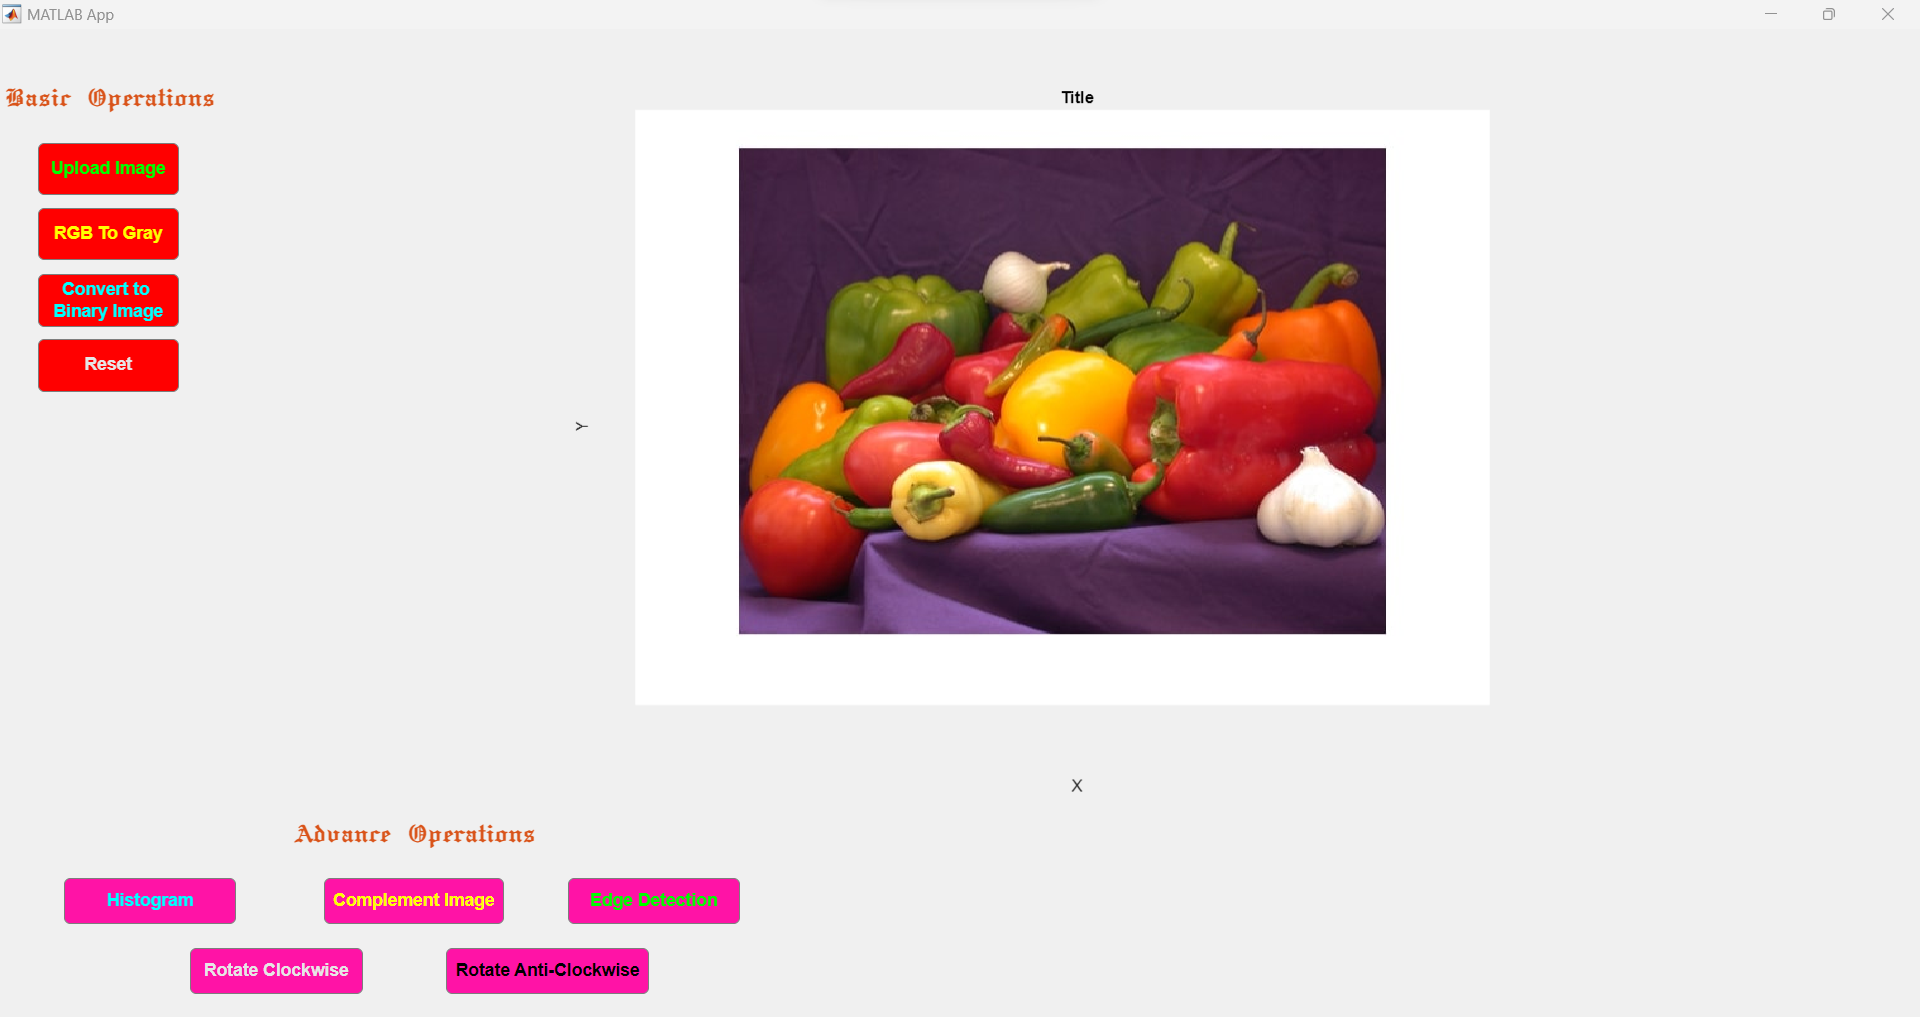 MATLAB App
Basic Operations
Title
Upload Image
RGB To Gray
Convert to
Binary Image
Reset
Y
X
Advance Operations
Histogram
Complement Image
Edge Detection
Rotate Clockwise
Rotate Anti-Clockwise